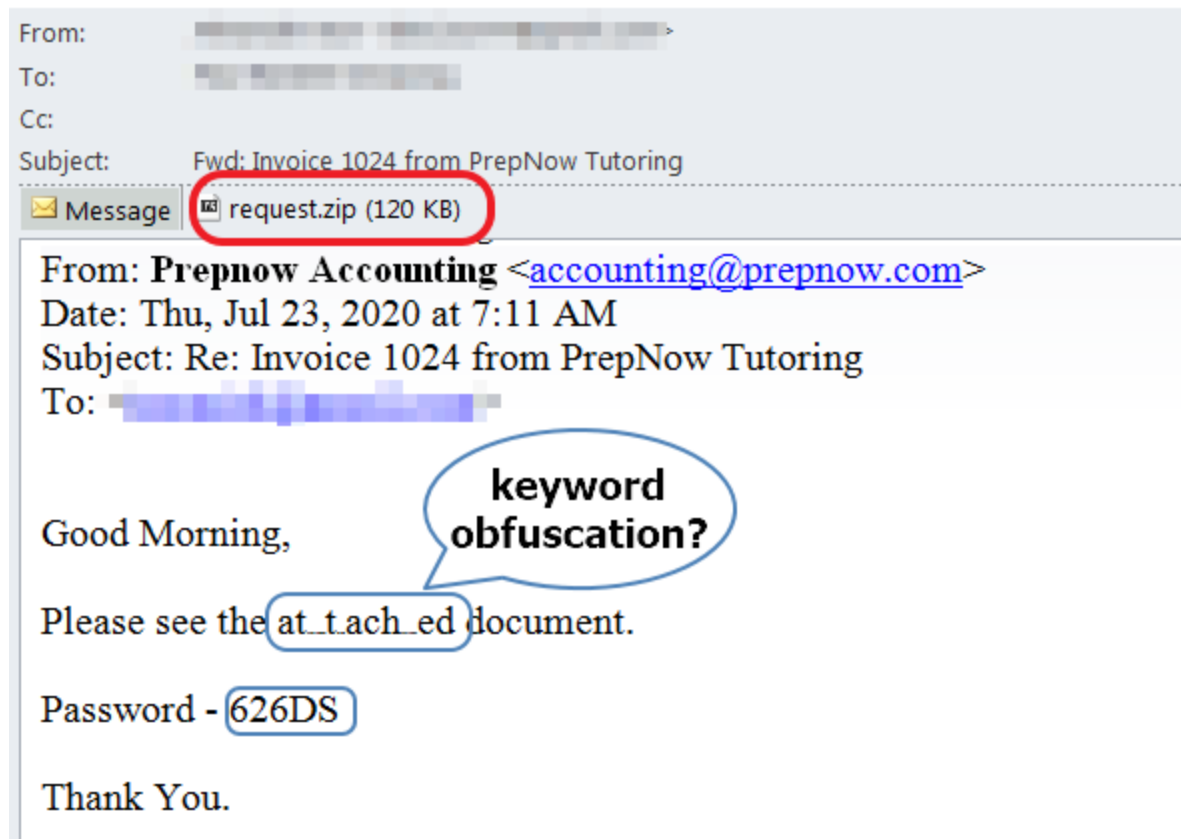 From:
To:
Cc:
Subject: Fwd: Invoice 1024 from PrepNow Tutoring
Message request.zip (120 KB)
From: Prepnow Accounting <accounting@prepnow.com>
Date: Thu, Jul 23, 2020 at 7:11 AM
Subject: Re: Invoice 1024 from PrepNow Tutoring
To:
keyword
obfuscation?
Good Morning,
Please see the at_t.ach_ed document.
Password - 626DS
Thank You.